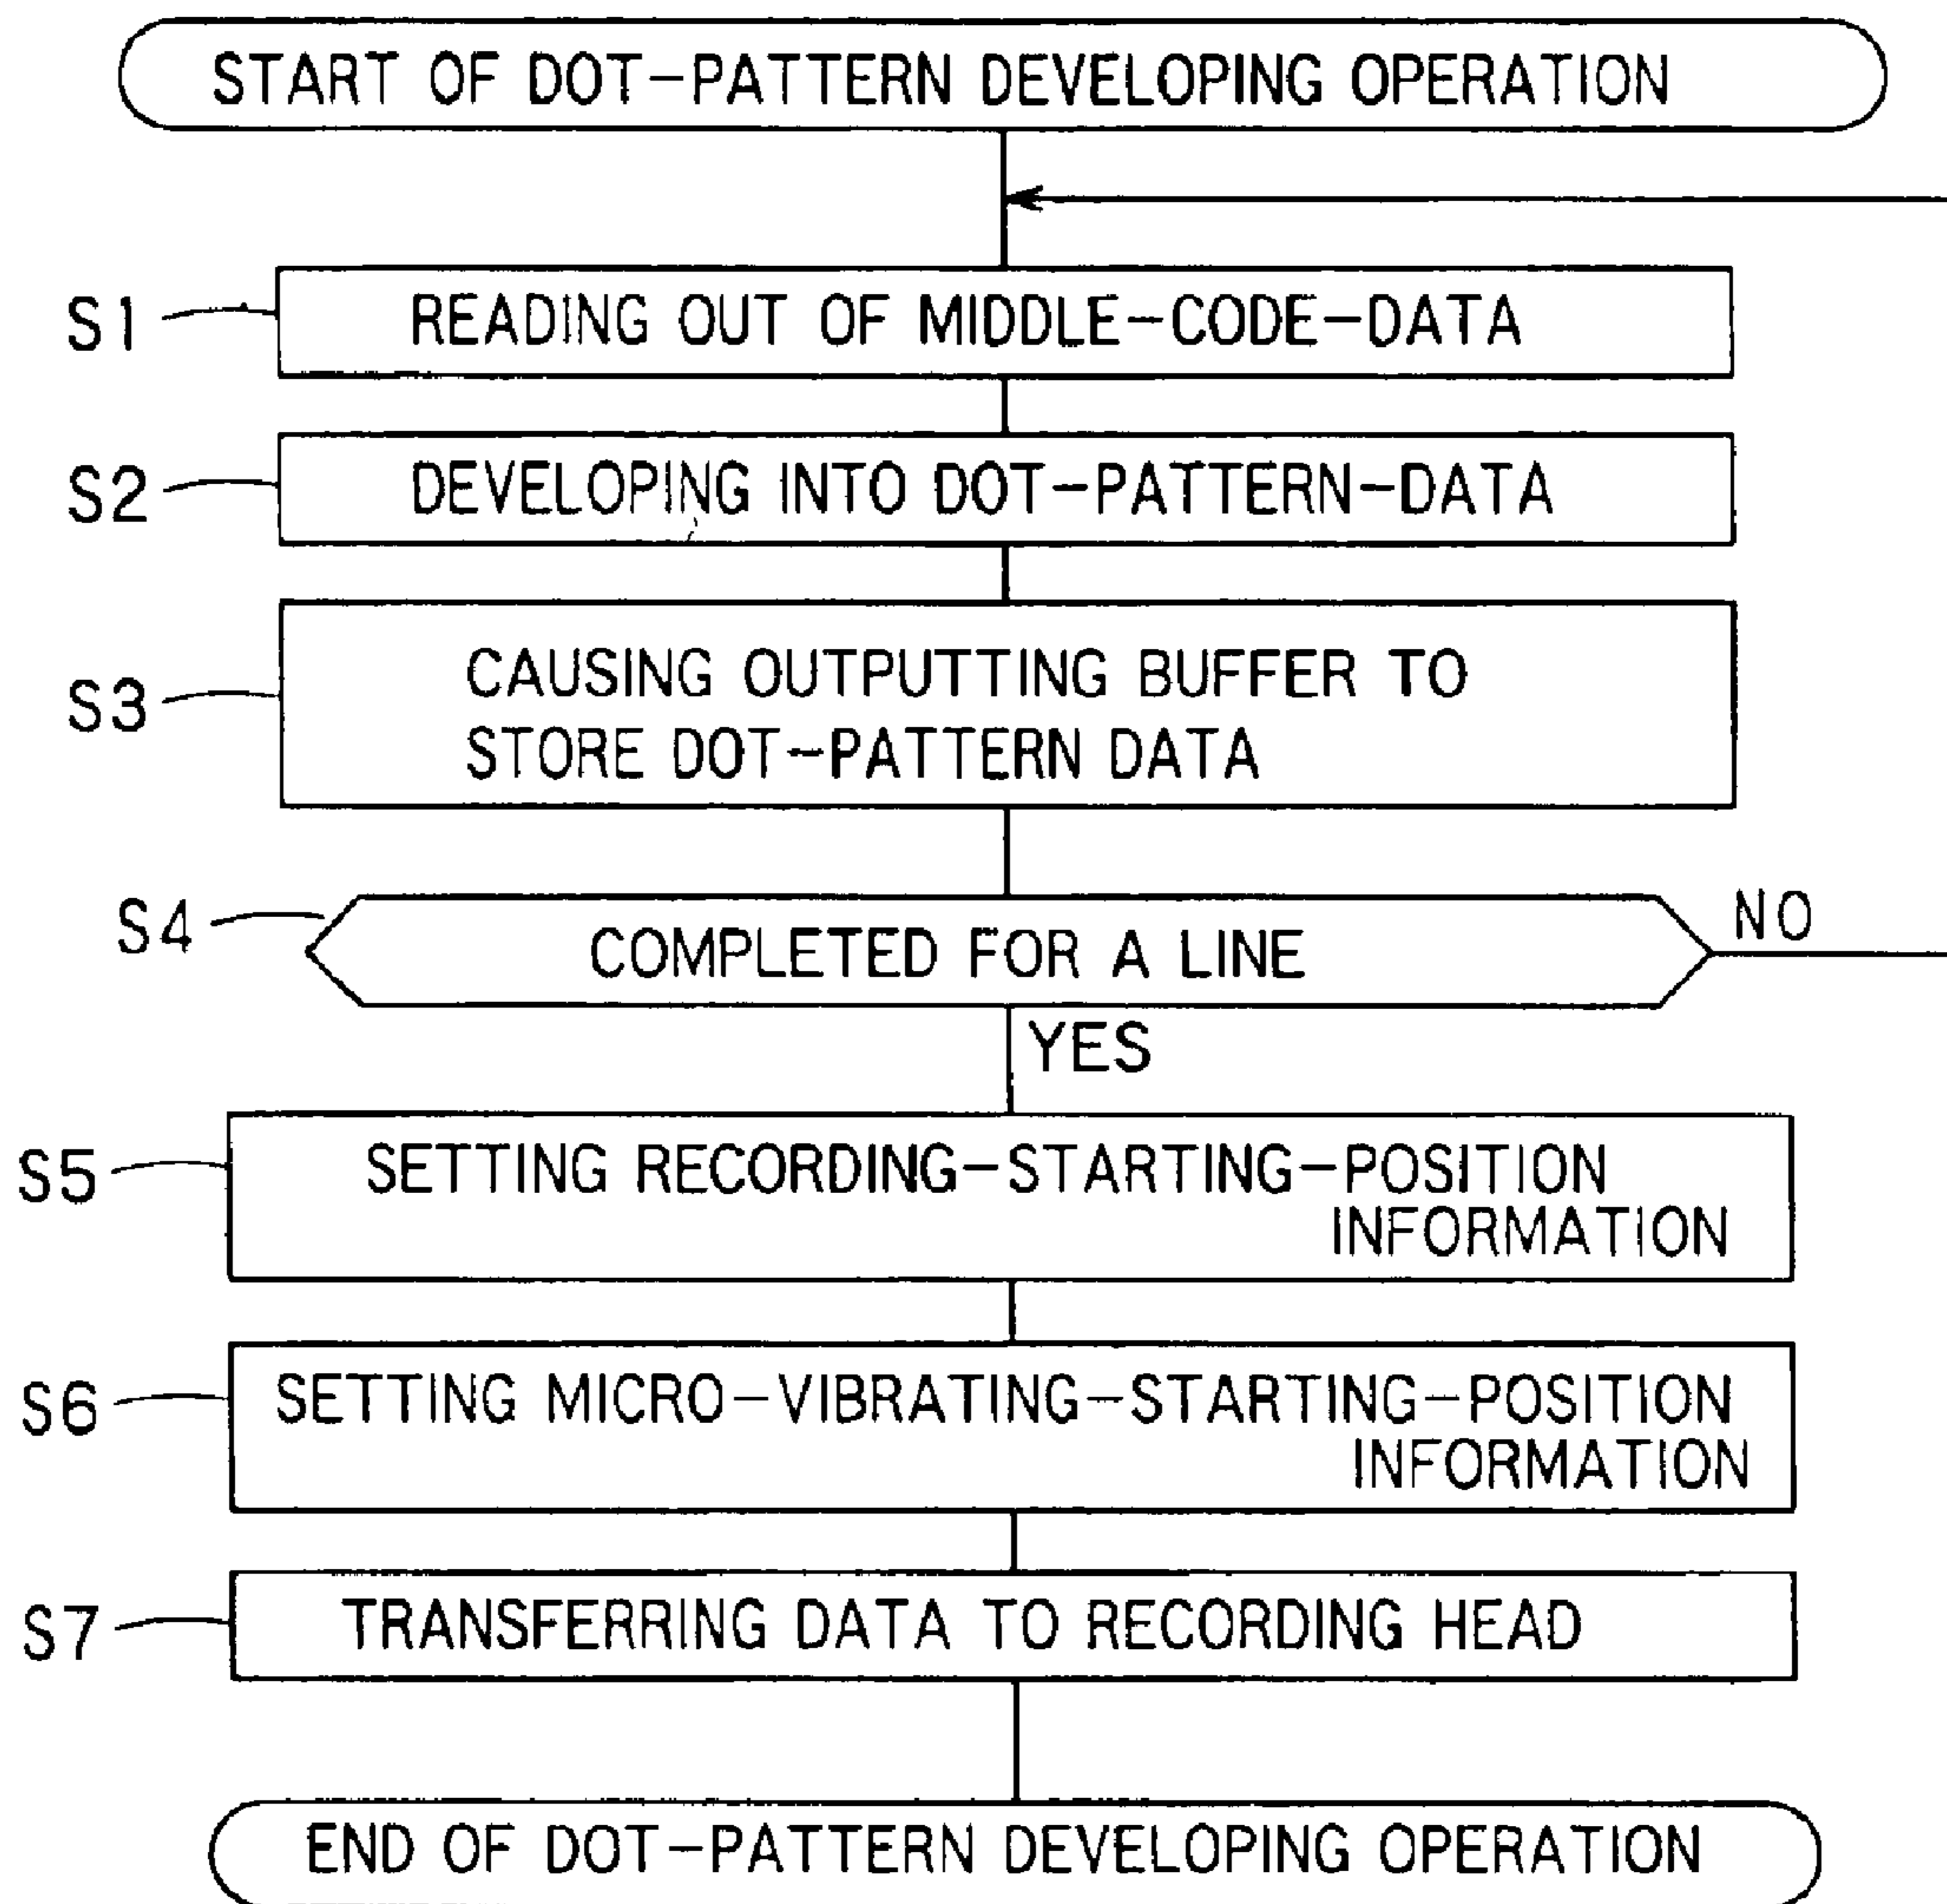 START OF DOT-PATTERN DEVELOPING OPERATION
S1
READING OUT OF MIDDLE-CODE-DATA
S2
DEVELOPING INTO DOT-PATTERN-DATA
S3
CAUSING OUTPUTTING BUFFER TO
STORE DOT-PATTERN DATA
S4
COMPLETED FOR A LINE
NO
YES
S5
SETTING RECORDING-STARTING-POSITION
INFORMATION
S6
SETTING MICRO-VIBRATING-STARTING-POSITION
INFORMATION
S7
TRANSFERRING DATA TO RECORDING HEAD
END OF DOT-PATTERN DEVELOPING OPERATION